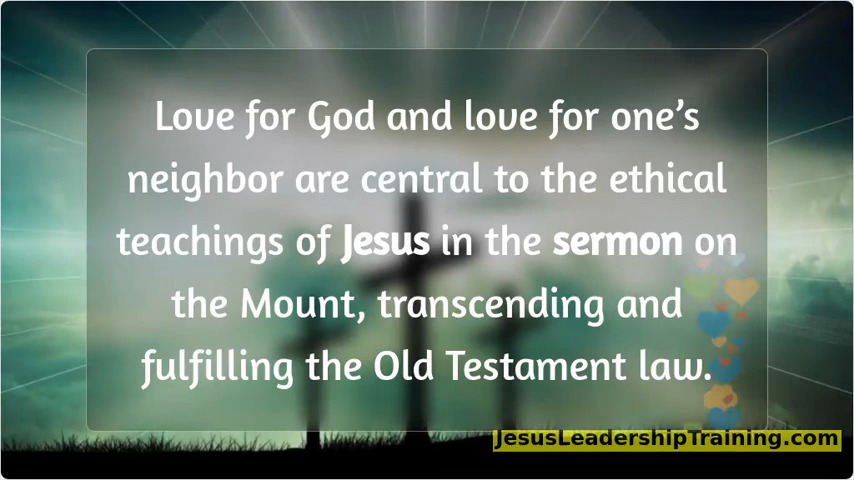 Love for God and love for one’s
neighbor are central to the ethical
teachings of Jesus in the sermon on
the Mount, transcending and
fulfilling the Old Testament law.
JesusLeadershipTraining.com